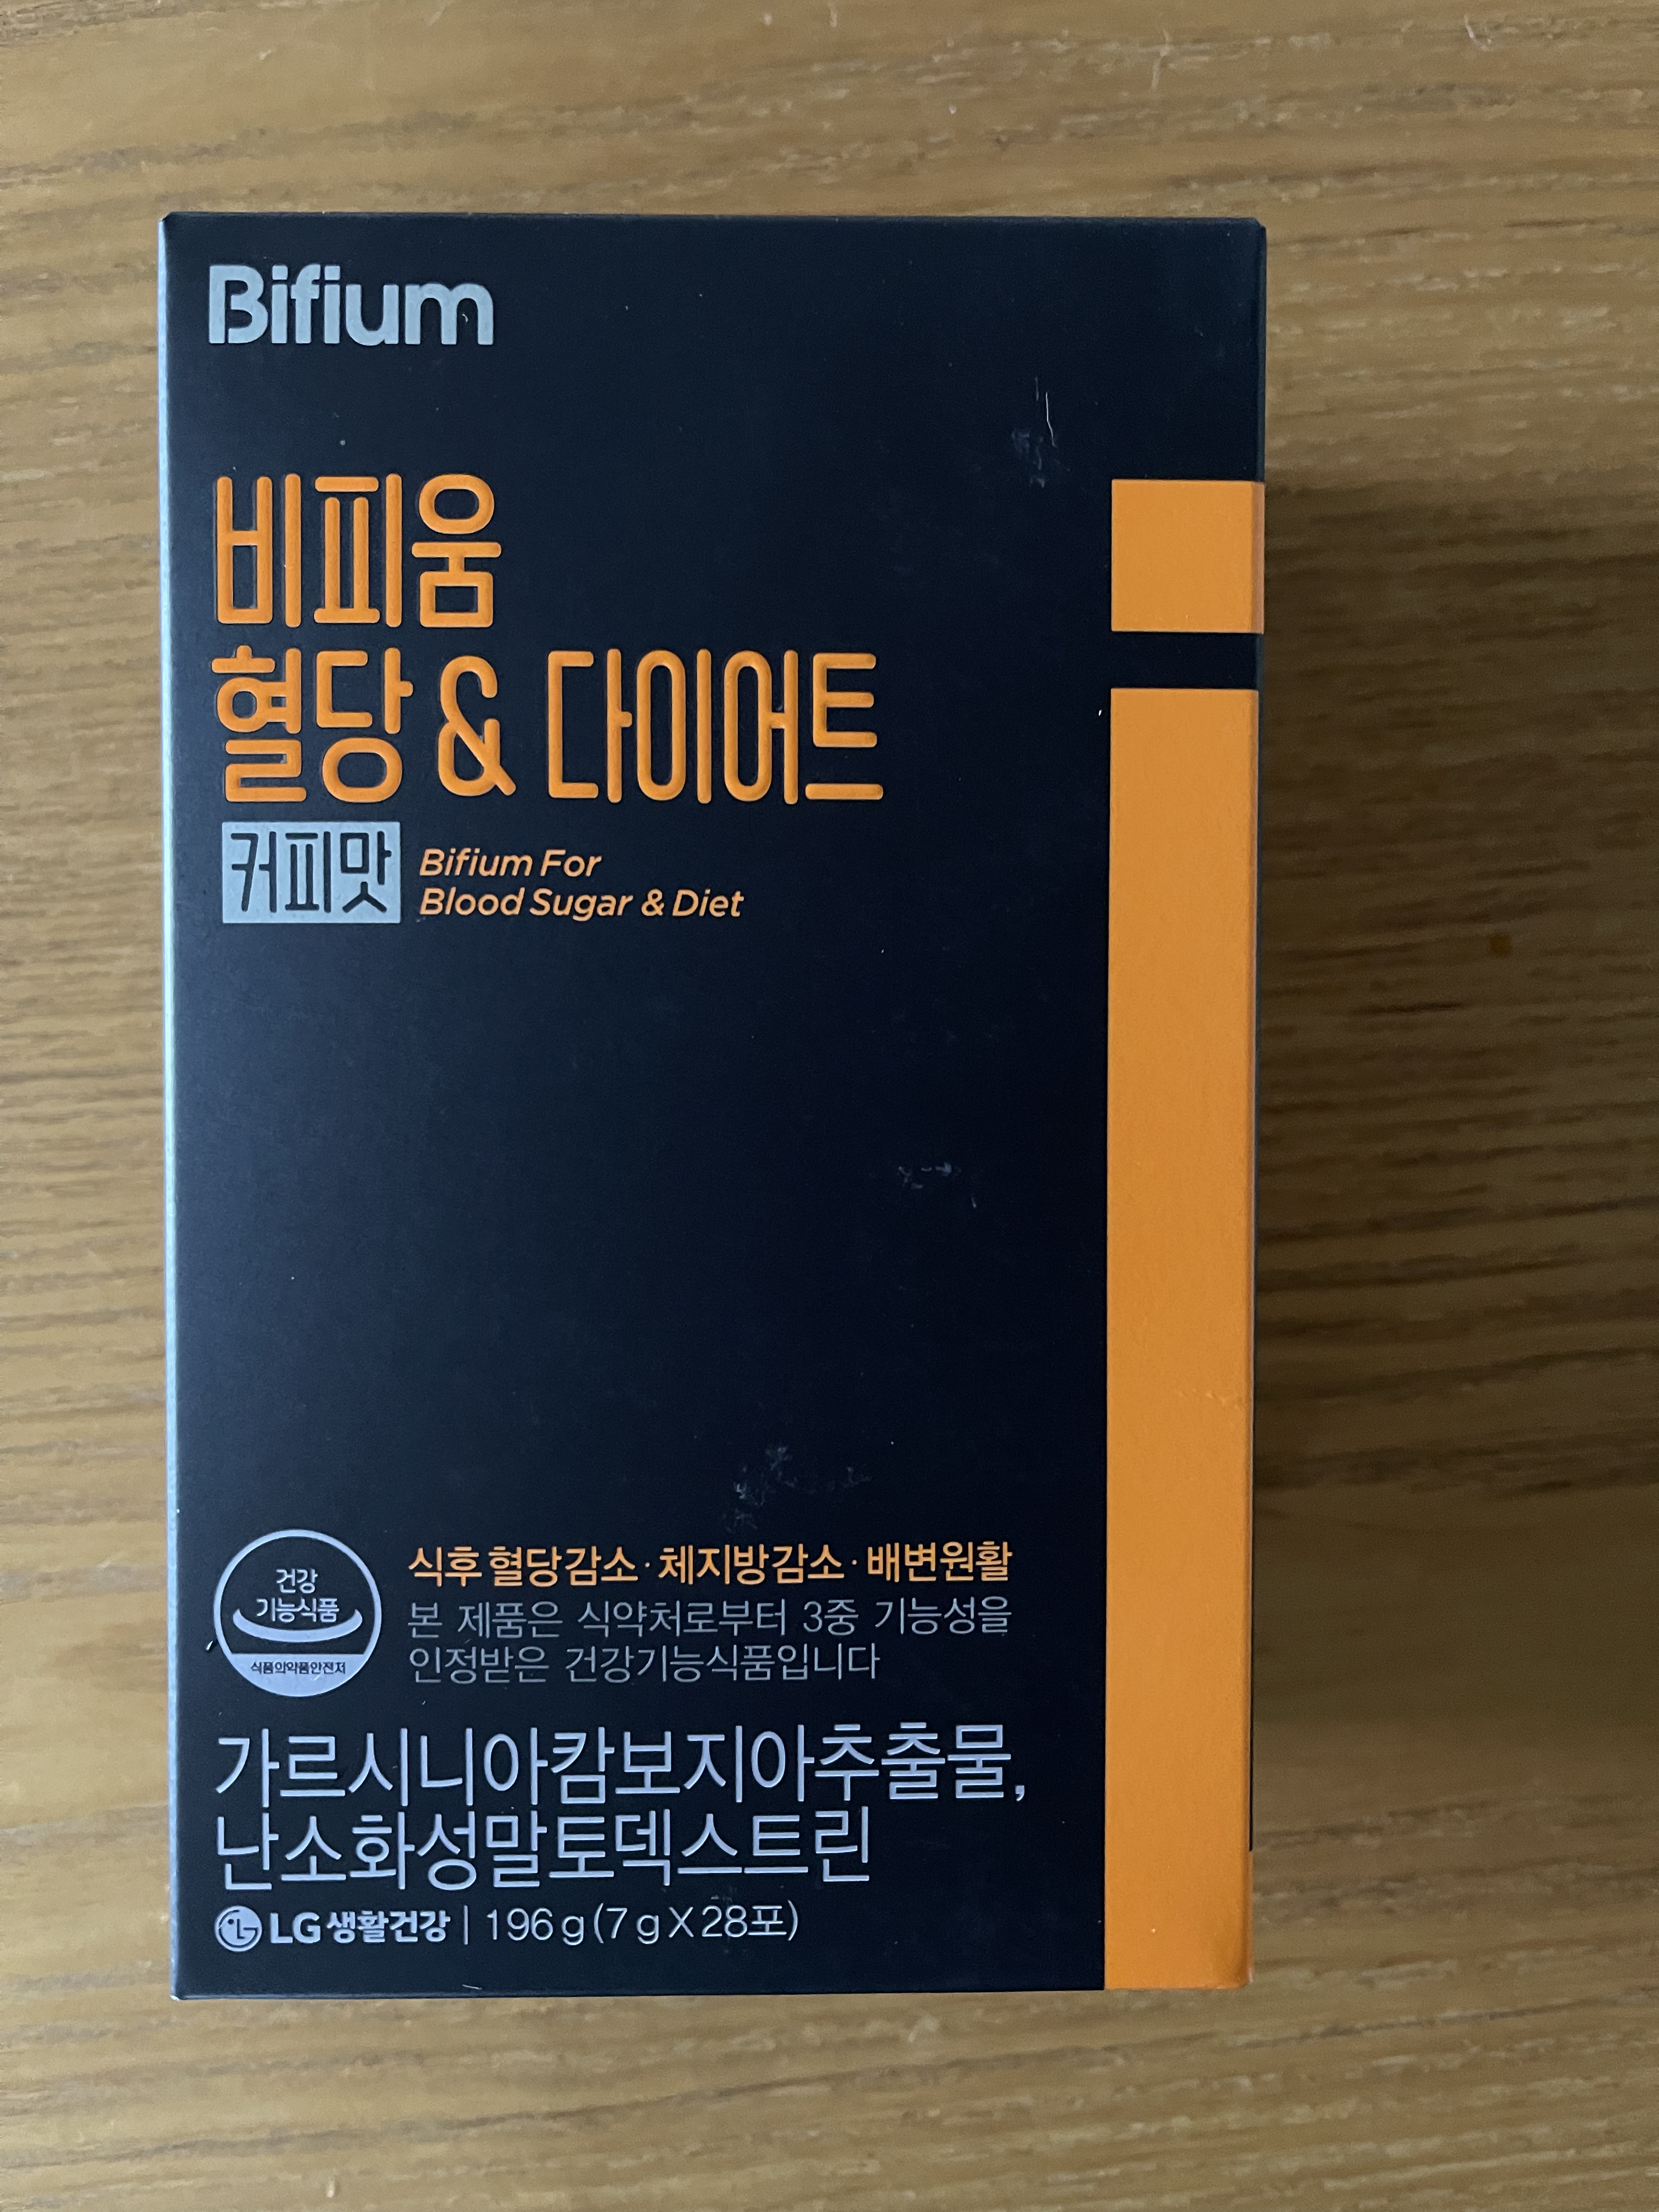 Bifium
비피움
혈당 & 다이어트
커피맛
Bifium For
Blood Sugar & Diet
건강
기능식품
식품의약품안전처
식후 혈당감소 · 체지방감소 · 배변원활
본 제품은 식약처로부터 3중 기능성을
인정받은 건강기능식품입니다
가르시니아캄보지아추출물,
난소화성말토덱스트린
LG 생활건강 | 196 g (7 g X 28포)